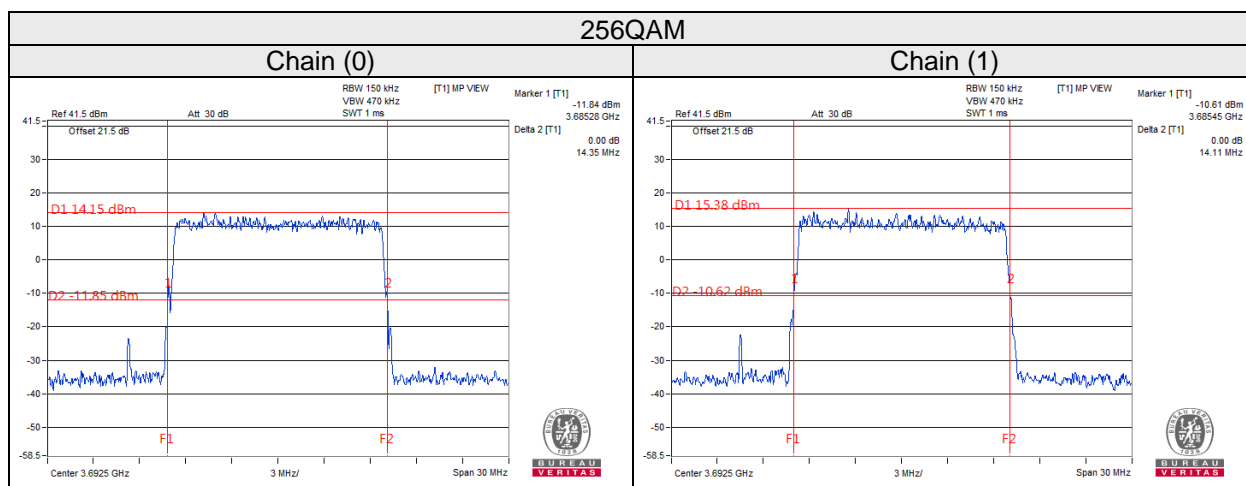 256QAM
Chain (0)
Chain (1)
RBW 150 kHz
[T1] MP VIEW
VBW 470 kHz
Ref 41.5 dBm
Att 30 dB
SWT 1 ms
Marker 1 [T1]
-11.84 dBm
3.68528 GHz
Delta 2 [T1]
0.00 dB
14.35 MHz
41.5
Offset 21.5 dB
30
20
D1 14.15 dBm
10
0
1
2
-10
D2 -11.85 dBm
-20
-30
-40
-50
F1
F2
-58.5
Center 3.6925 GHz
3 MHz/
Span 30 MHz
BUREAU VERITAS
1828
BUREAU
VERITAS
RBW 150 kHz
[T1] MP VIEW
VBW 470 kHz
Ref 41.5 dBm
Att 30 dB
SWT 1 ms
Marker 1 [T1]
-10.61 dBm
3.68545 GHz
Delta 2 [T1]
0.00 dB
14.11 MHz
41.5
Offset 21.5 dB
30
20
D1 15.38 dBm
10
0
1
2
-10
D2 -10.62 dBm
-20
-30
-40
-50
F1
F2
-58.5
Center 3.6925 GHz
3 MHz/
Span 30 MHz
BUREAU VERITAS
1828
BUREAU
VERITAS